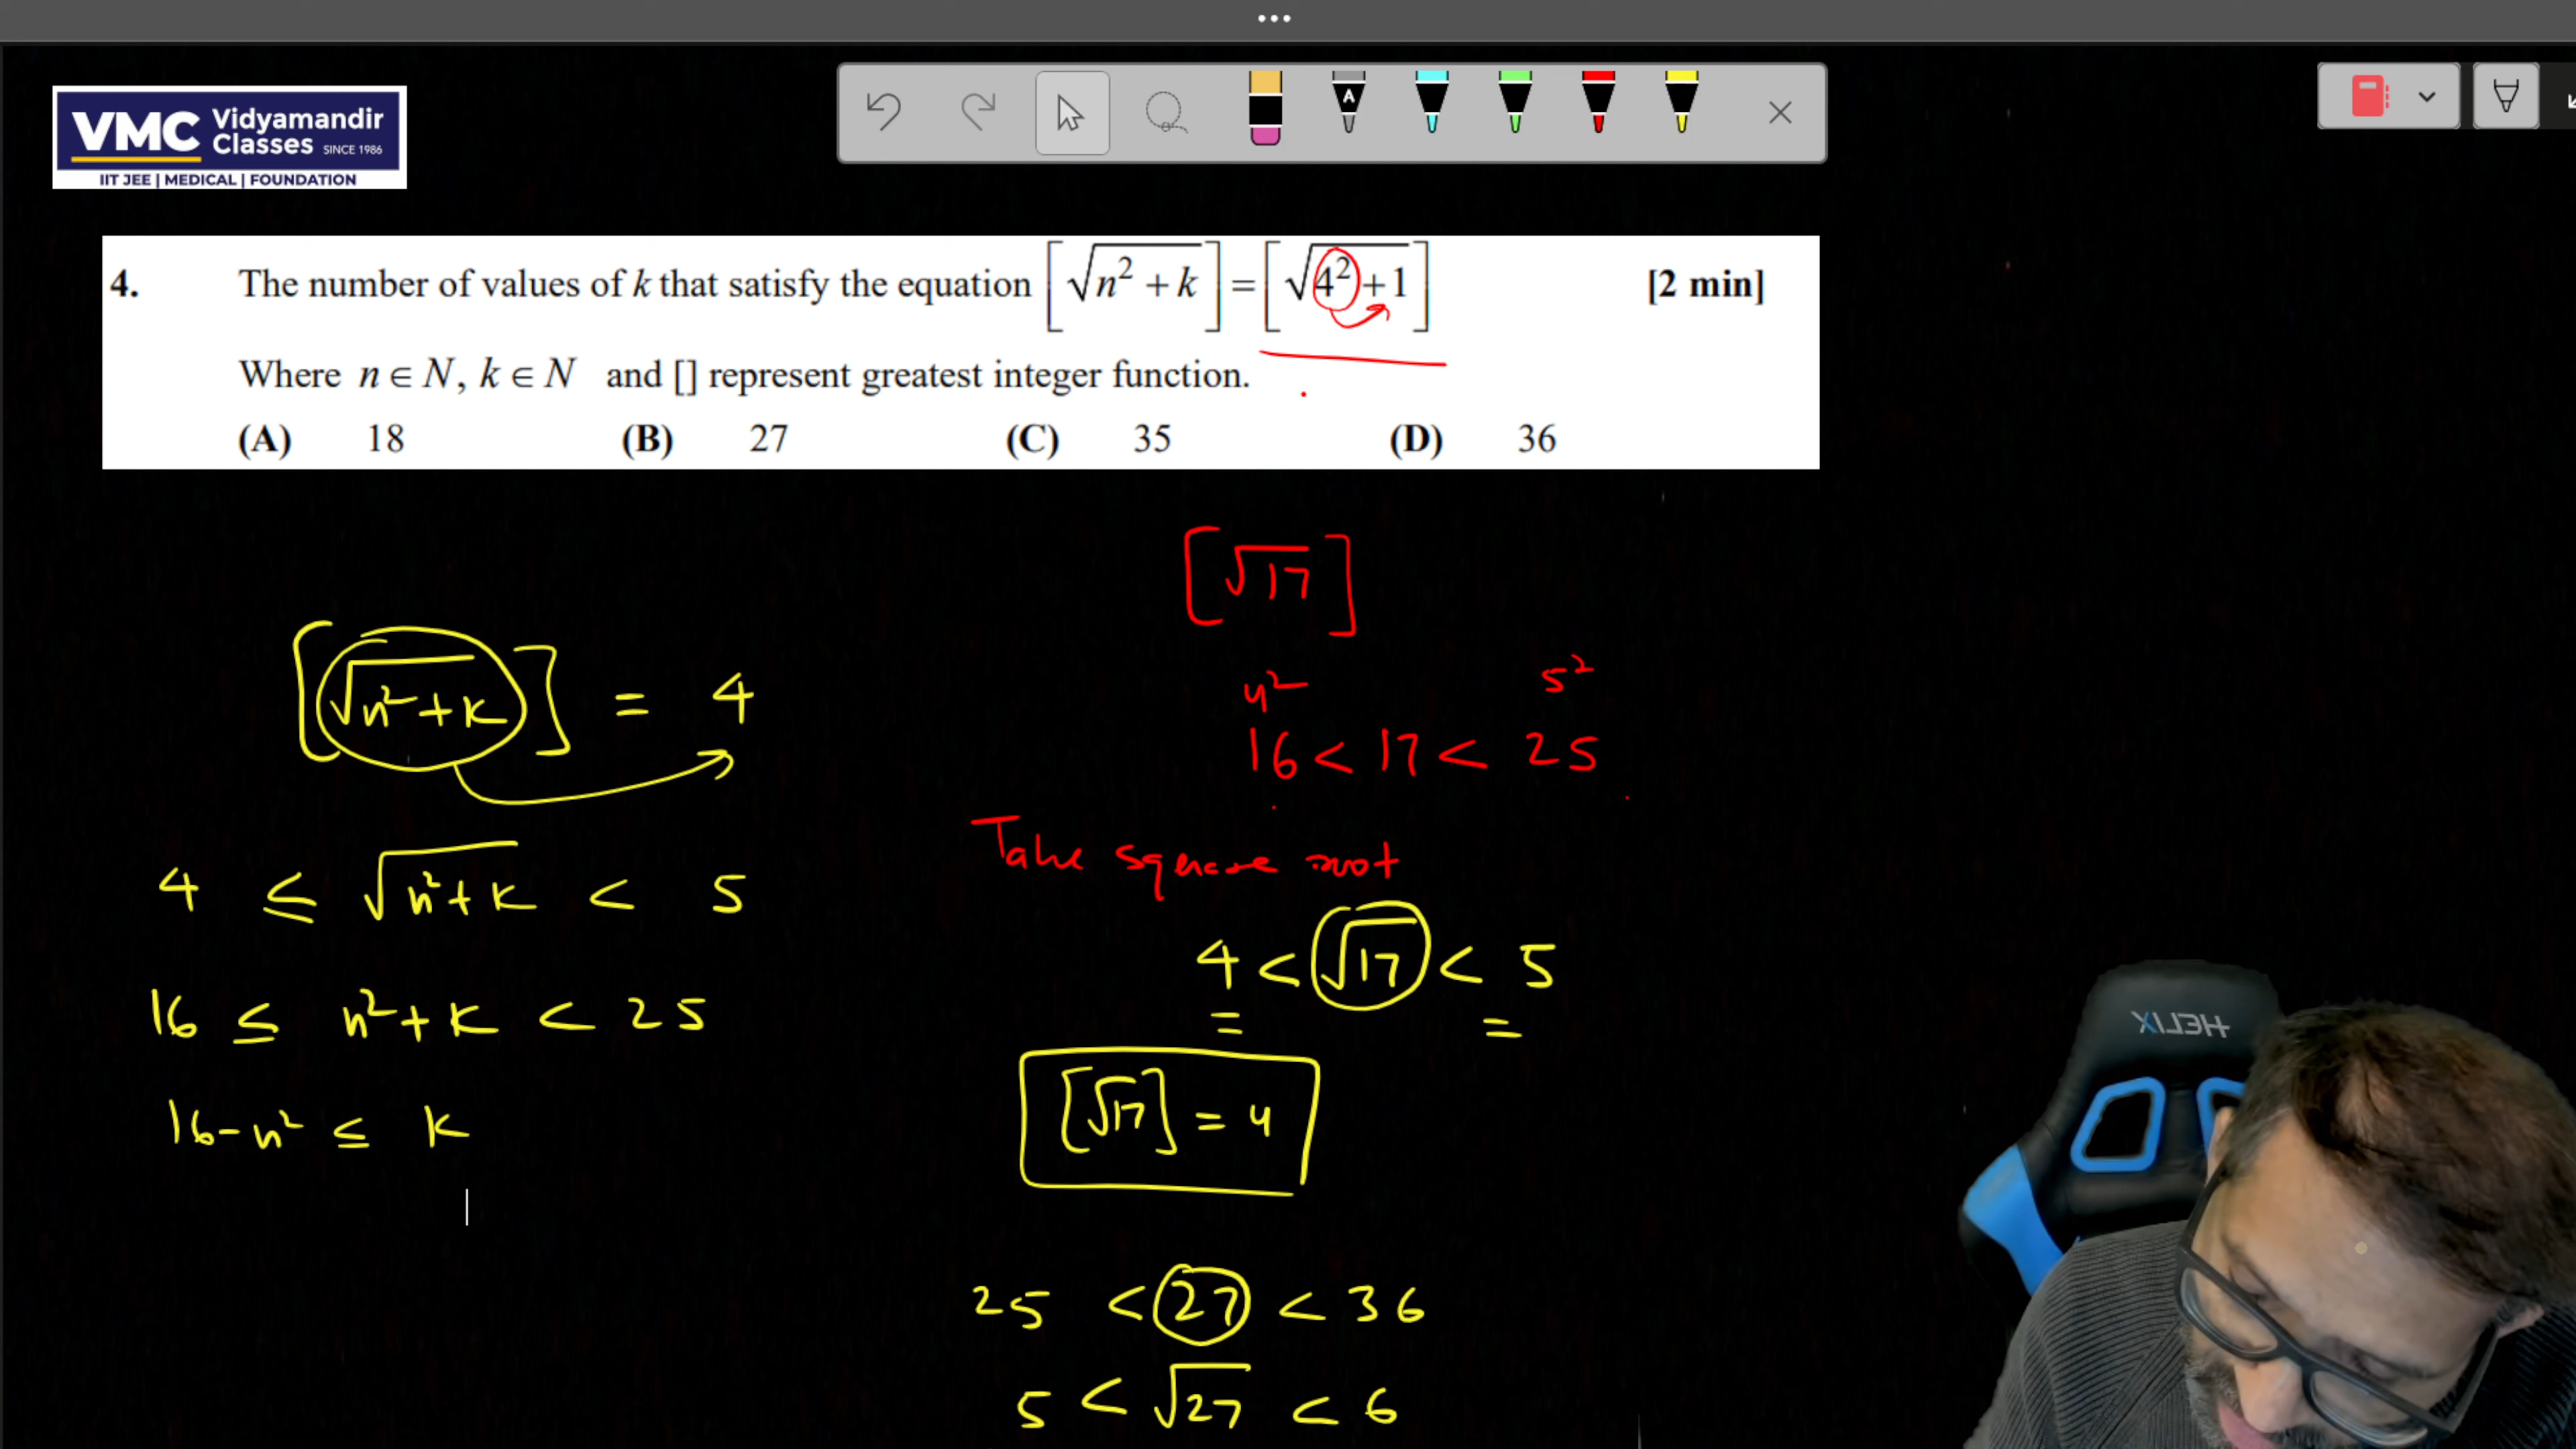 VMC Vidyamandir Classes SINCE 1986
IIT JEE | MEDICAL | FOUNDATION
4. The number of values of k that satisfy the equation [√(n² + k)] = [√(4² + 1)] [2 min]
Where n ∈ N, k ∈ N and [] represent greatest integer function.
(A) 18 (B) 27 (C) 35 (D) 36
[√(n² + k)] = 4
4 ≤ √(n² + k) < 5
16 ≤ n² + k < 25
16 - n² ≤ k
[√17]
4² 5²
16 < 17 < 25
Take square root
4 < √17 < 5
[√17] = 4
25 < 27 < 36
5 < √27 < 6
A
HELIX